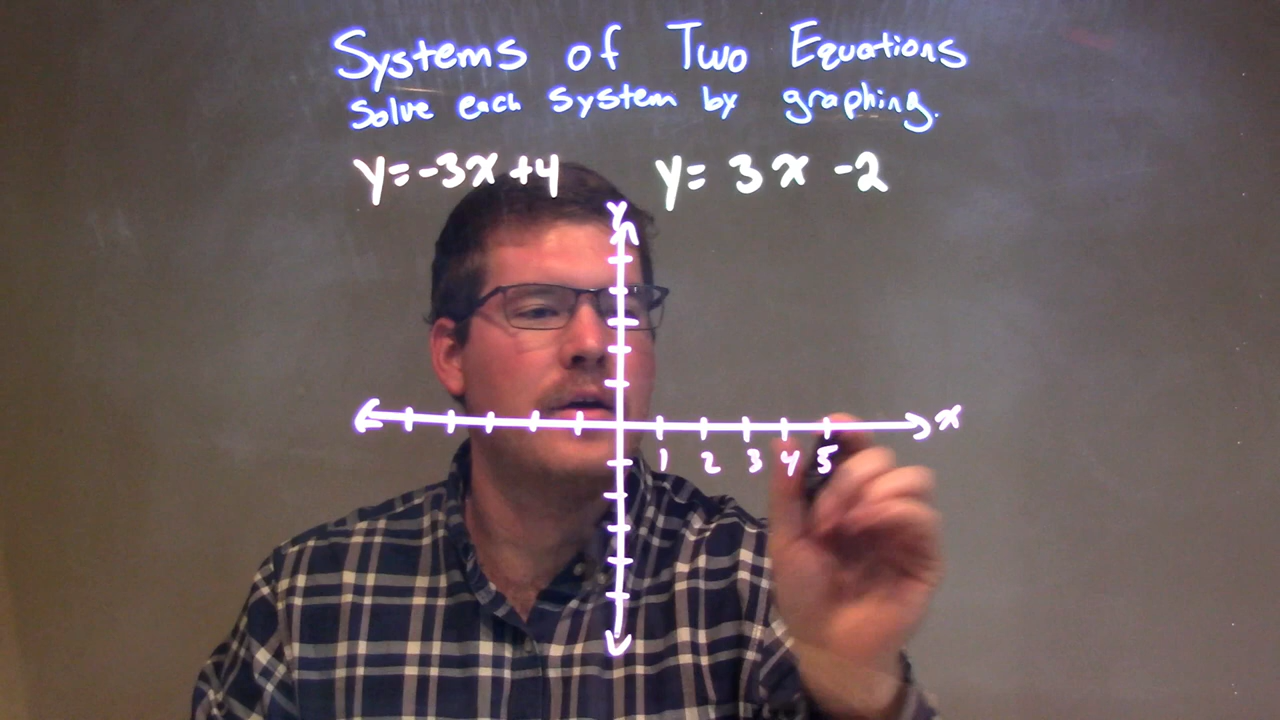 Systems of Two Equations
Solve each system by graphing.
y=-3x+4 y=3x-2
y
x
1 2 3 4 5